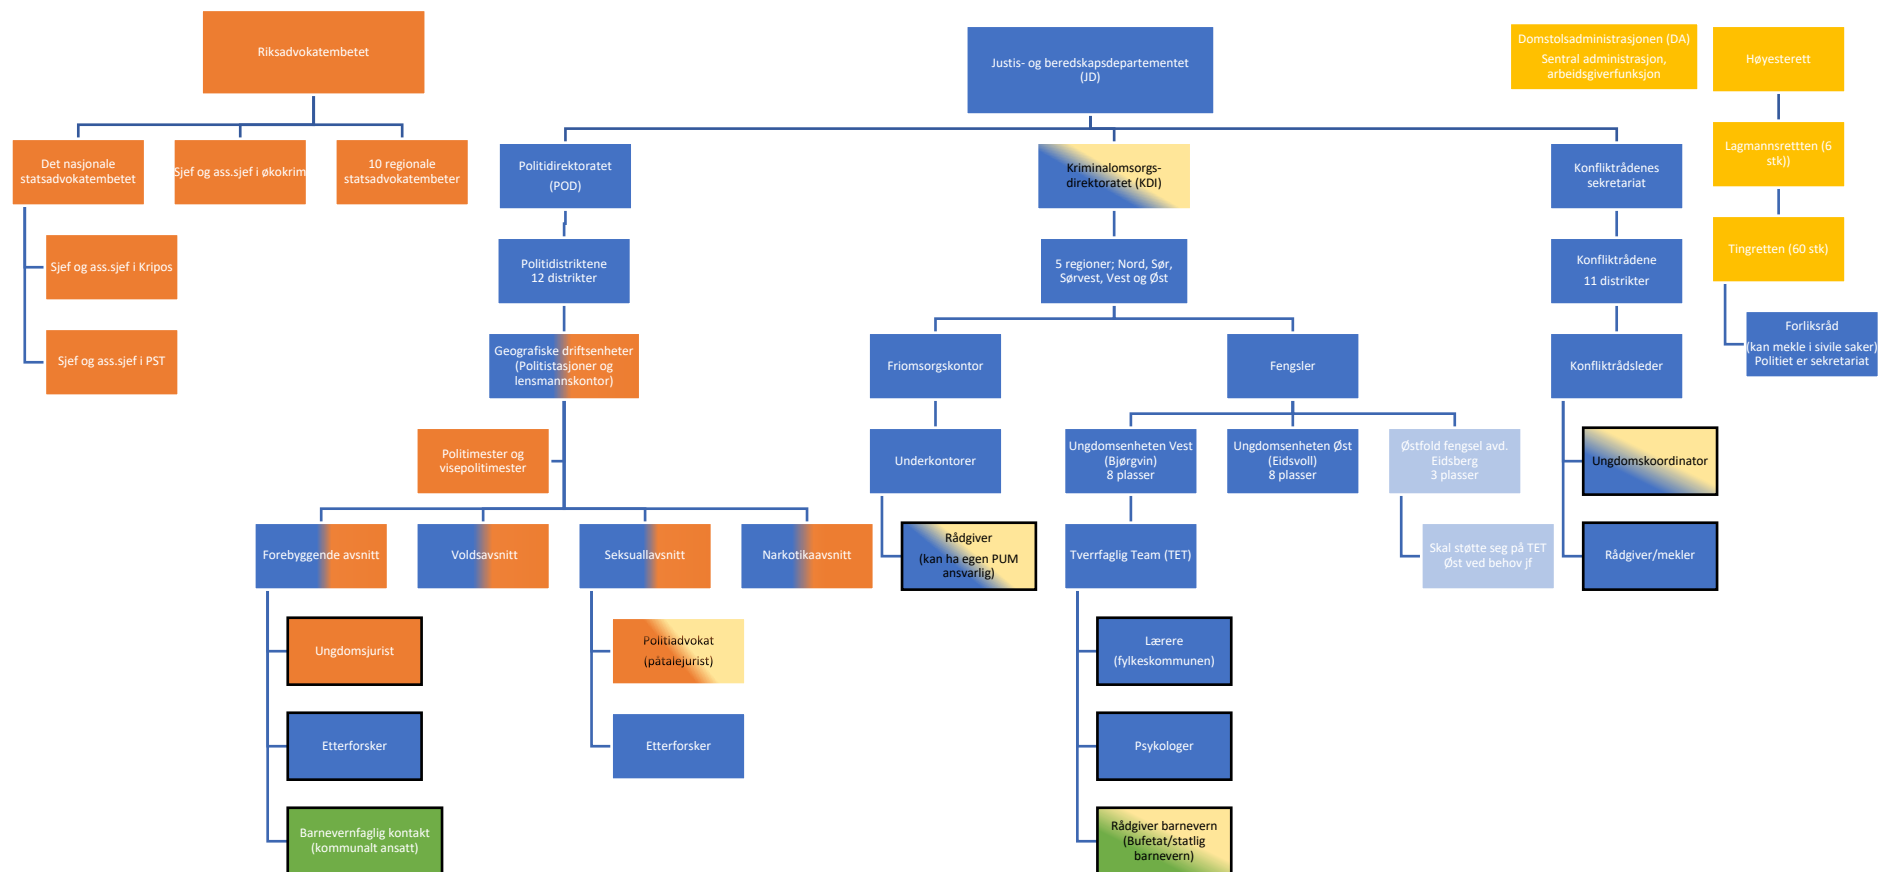 Riksadvokatembetet
Justis- og beredskapsdepartementet
(JD)
Domstolsadministrasjonen (DA)
Sentral administrasjon,
arbeidsgiverfunksjon
Høyesterett
Det nasjonale
statsadvokatembetet
Sjef og ass.sjef i økokrim
10 regionale
statsadvokatembeter
Politidirektoratet
(POD)
Kriminalomsorgs-
direktoratet (KDI)
Konfliktrådenes
sekretariat
Lagmannsrettten (6
stk))
Sjef og ass.sjef i Kripos
Politidistriktene
12 distrikter
5 regioner; Nord, Sør,
Sørvest, Vest og Øst
Konfliktrådene
11 distrikter
Tingretten (60 stk)
Sjef og ass.sjef i PST
Geografiske driftsenheter
(Politistasjoner og
lensmannskontor)
Friomsorgskontor
Fengsler
Konfliktrådsleder
Forliksråd
(kan mekle i sivile saker)
Politiet er sekretariat
Politimester og
visepolitimester
Underkontorer
Ungdomsenheten Vest
(Bjørgvin)
8 plasser
Ungdomsenheten Øst
(Eidsvoll)
8 plasser
Østfold fengsel avd.
Eidsberg
3 plasser
Ungdomskoordinator
Forebyggende avsnitt
Voldsavsnitt
Seksuallavsnitt
Narkotikaavsnitt
Rådgiver
(kan ha egen PUM
ansvarlig)
Tverrfaglig Team (TET)
Skal støtte seg på TET
Øst ved behov jf
Rådgiver/mekler
Ungdomsjurist
Politiadvokat
(påtalejurist)
Lærere
(fylkeskommunen)
Etterforsker
Etterforsker
Psykologer
Barnevernfaglig kontakt
(kommunalt ansatt)
Rådgiver barnevern
(Bufetat/statlig
barnevern)